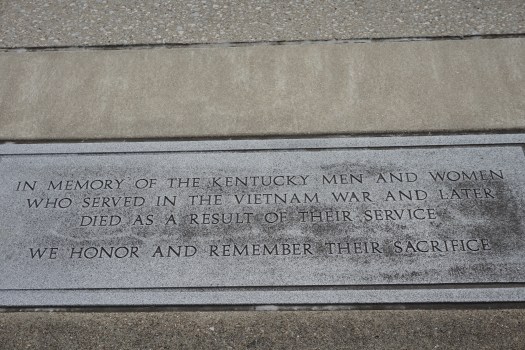 IN MEMORY OF THE KENTUCKY MEN AND WOMEN
WHO SERVED IN THE VIETNAM WAR AND LATER
DIED AS A RESULT OF THEIR SERVICE
WE HONOR AND REMEMBER THEIR SACRIFICE